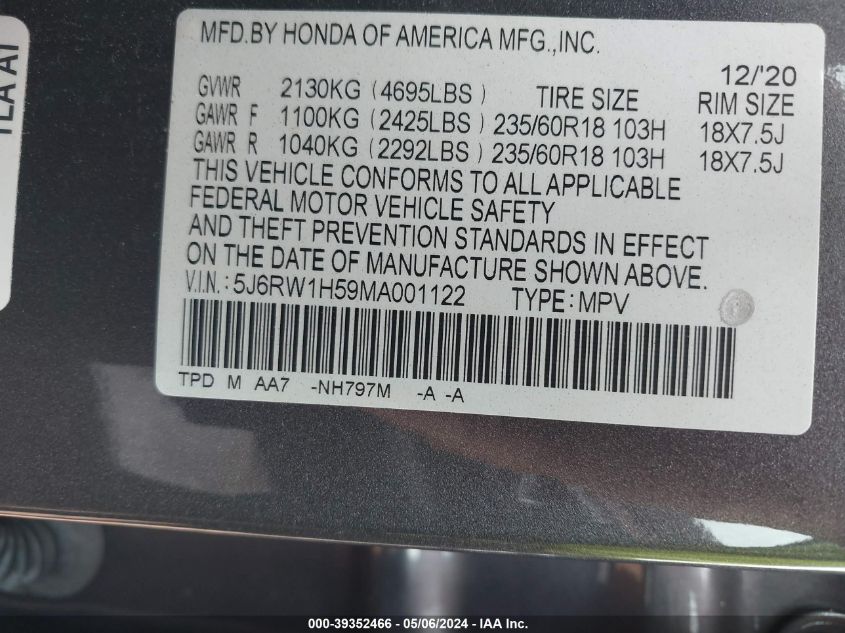 MFD.BY HONDA OF AMERICA MFG.,INC.
12/'20
GVWR 2130KG (4695LBS) TIRE SIZE RIM SIZE
GAWR F 1100KG (2425LBS) 235/60R18 103H 18X7.5J
GAWR R 1040KG (2292LBS) 235/60R18 103H 18X7.5J
THIS VEHICLE CONFORMS TO ALL APPLICABLE
FEDERAL MOTOR VEHICLE SAFETY
AND THEFT PREVENTION STANDARDS IN EFFECT
ON THE DATE OF MANUFACTURE SHOWN ABOVE.
V.I.N.: 5J6RW1H59MA001122 TYPE: MPV
TPD M AA7 -NH797M -A -A
000-39352466 - 05/06/2024 - IAA Inc.